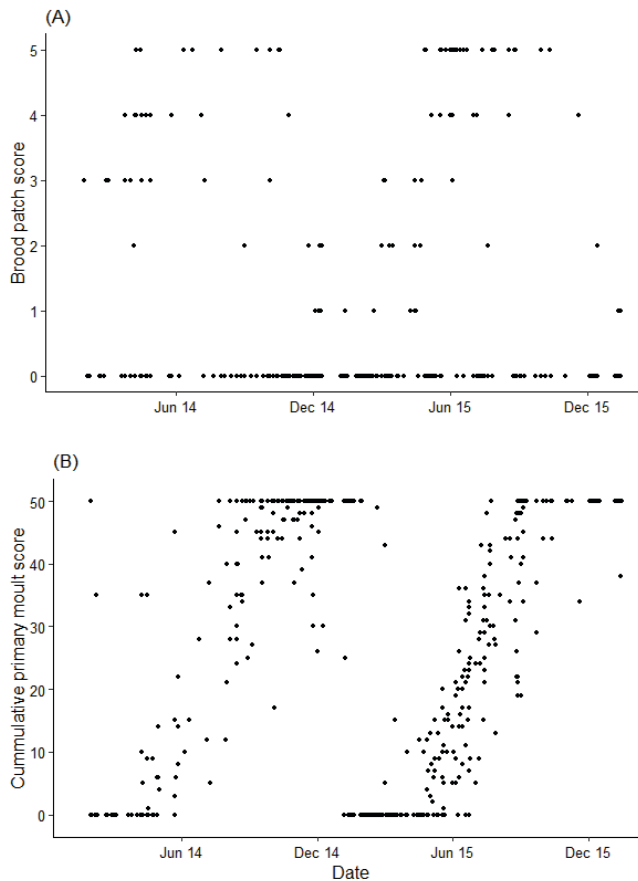 (A)
5
4
3
2
1
0
Brood patch score
Jun 14 Dec 14 Jun 15 Dec 15
(B)
50
40
30
20
10
0
Cummulative primary moult score
Jun 14 Dec 14 Jun 15 Dec 15
Date